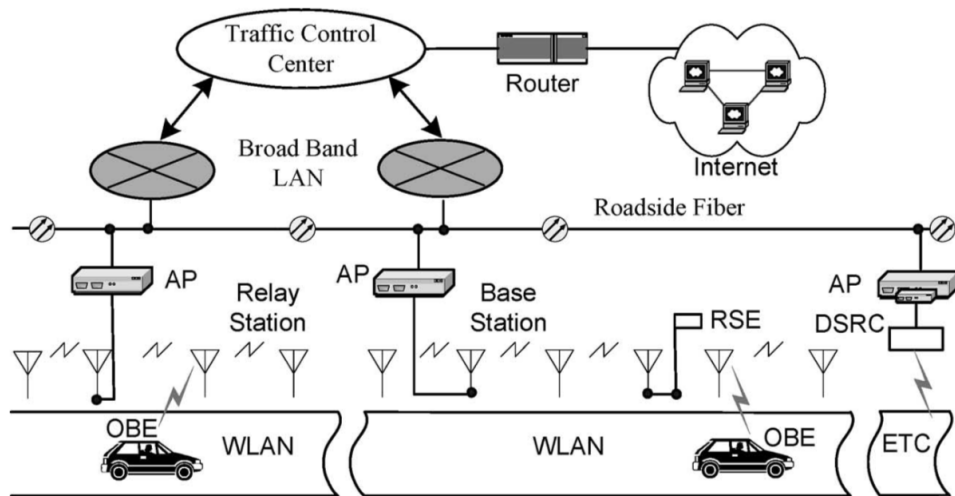 Traffic Control
Center
Router
Internet
Broad Band
LAN
Roadside Fiber
AP
Relay
Station
AP
Base
Station
RSE
AP
DSRC
OBE
WLAN
WLAN
OBE
ETC